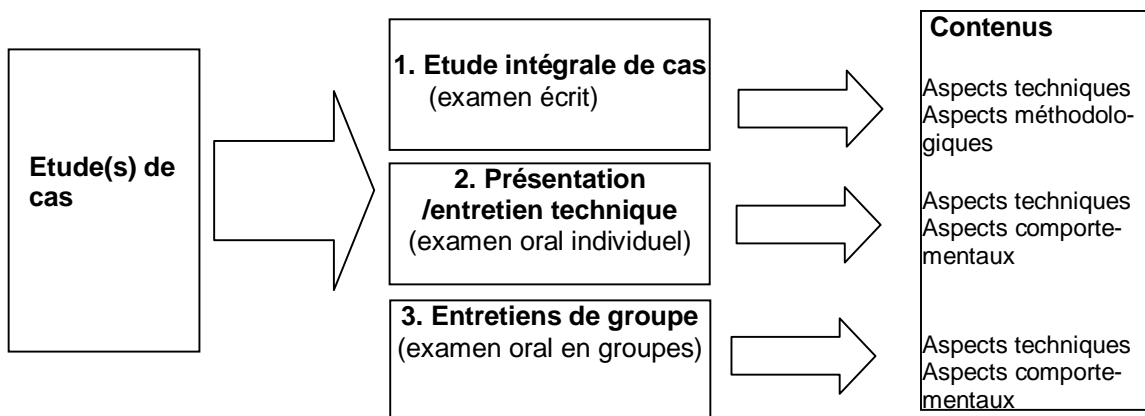 Etude(s) de
cas
1. Etude intégrale de cas
(examen écrit)
2. Présentation
/entretien technique
(examen oral individuel)
3. Entretiens de groupe
(examen oral en groupes)
Contenus
Aspects techniques
Aspects méthodolo-
giques
Aspects techniques
Aspects comporte-
mentaux
Aspects techniques
Aspects comporte-
mentaux